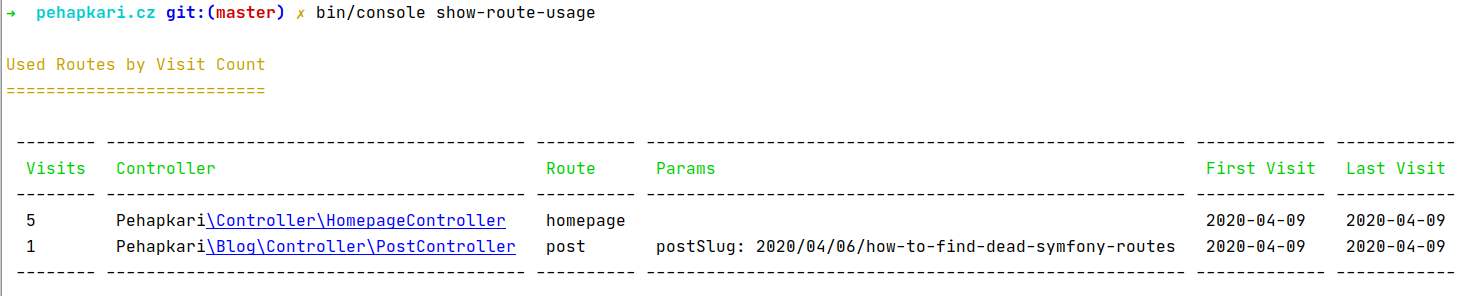 → pehapkari.cz git:(master) ✗ bin/console show-route-usage
Used Routes by Visit Count
==========================
-------- ------------------------------------------ ---------- ------------------------------------------------------ ------------- ------------
Visits Controller Route Params First Visit Last Visit
-------- ------------------------------------------ ---------- ------------------------------------------------------ ------------- ------------
5 Pehapkari\Controller\HomepageController homepage 2020-04-09 2020-04-09
1 Pehapkari\Blog\Controller\PostController post postSlug: 2020/04/06/how-to-find-dead-symfony-routes 2020-04-09 2020-04-09
-------- ------------------------------------------ ---------- ------------------------------------------------------ ------------- ------------